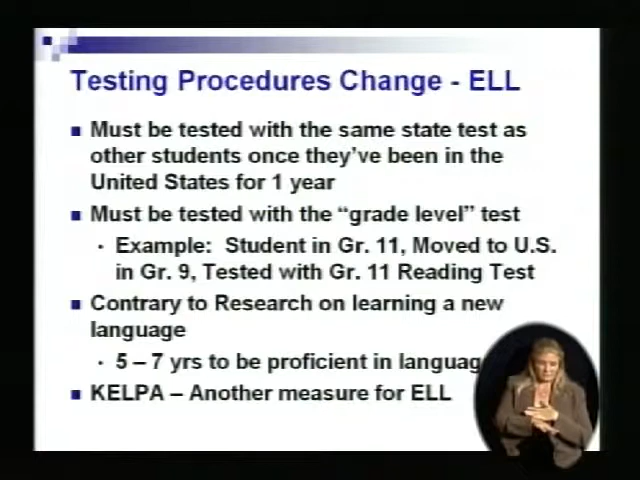 Testing Procedures Change - ELL
Must be tested with the same state test as
other students once they've been in the
United States for 1 year
Must be tested with the “grade level” test
Example: Student in Gr. 11, Moved to U.S.
in Gr. 9, Tested with Gr. 11 Reading Test
Contrary to Research on learning a new
language
5 – 7 yrs to be proficient in languag
KELPA – Another measure for ELL